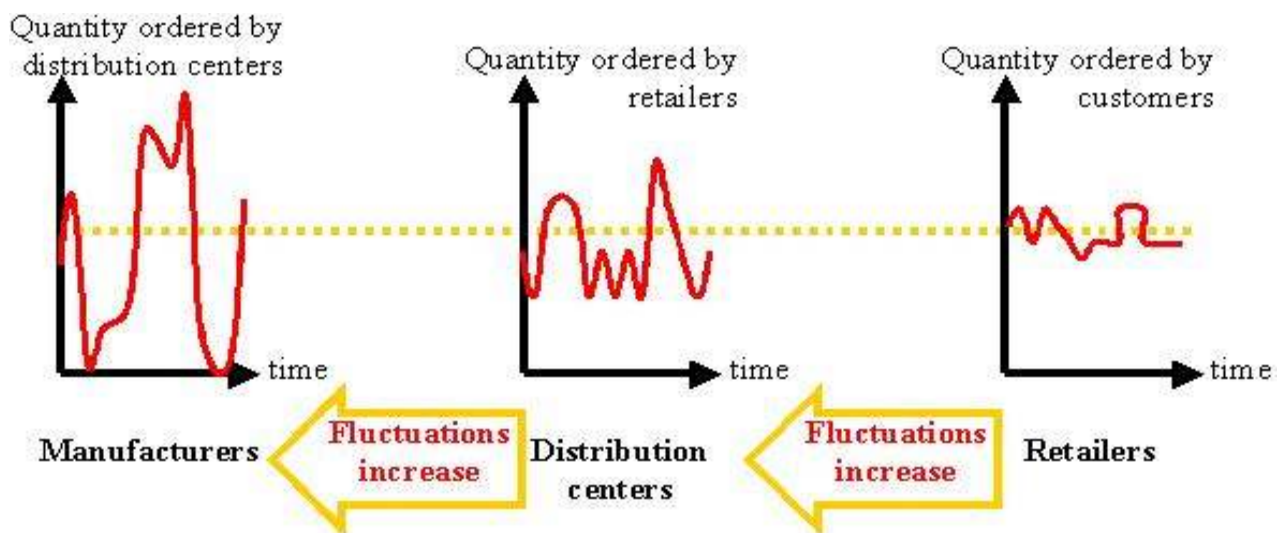 Quantity ordered by
distribution centers
Quantity ordered by
retailers
Quantity ordered by
customers
time
time
time
Manufacturers
Fluctuations
increase
Distribution
centers
Fluctuations
increase
Retailers